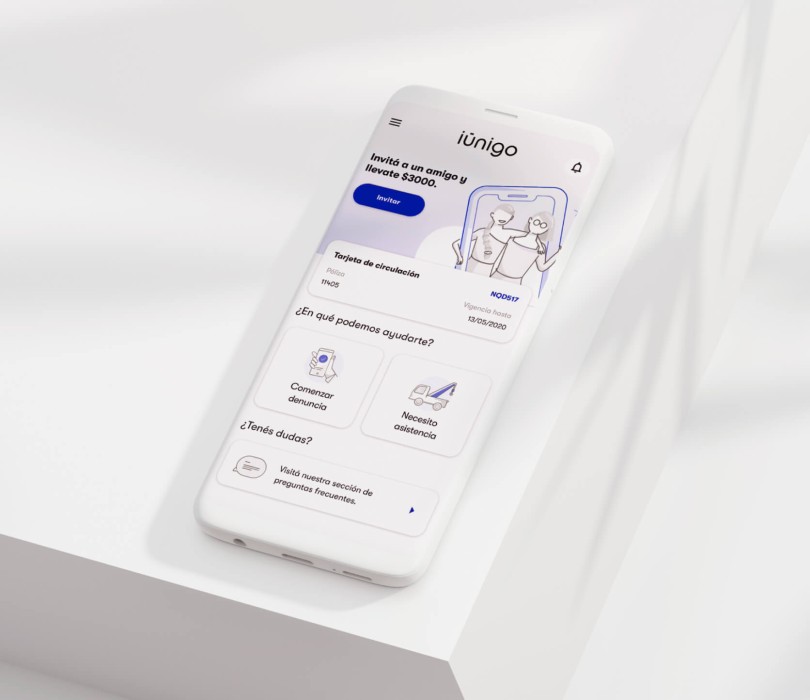 iúnigo
Invitá a un amigo y
llevate $3000.
Invitar
Tarjeta de circulación
Póliza
11405
NQD517
Vigencia hasta
13/05/2020
¿En qué podemos ayudarte?
Comenzar
denuncia
Necesito
asistencia
¿Tenés dudas?
Visitá nuestra sección de
preguntas frecuentes.